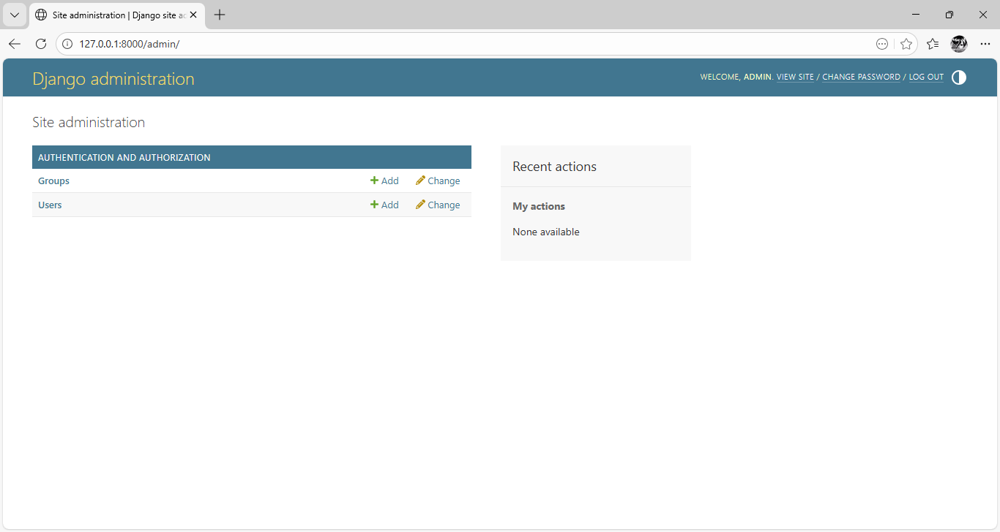 Site administration | Django site ad
127.0.0.1:8000/admin/
Django administration
WELCOME, ADMIN. VIEW SITE / CHANGE PASSWORD / LOG OUT
Site administration
AUTHENTICATION AND AUTHORIZATION
Groups Add Change
Users Add Change
Recent actions
My actions
None available